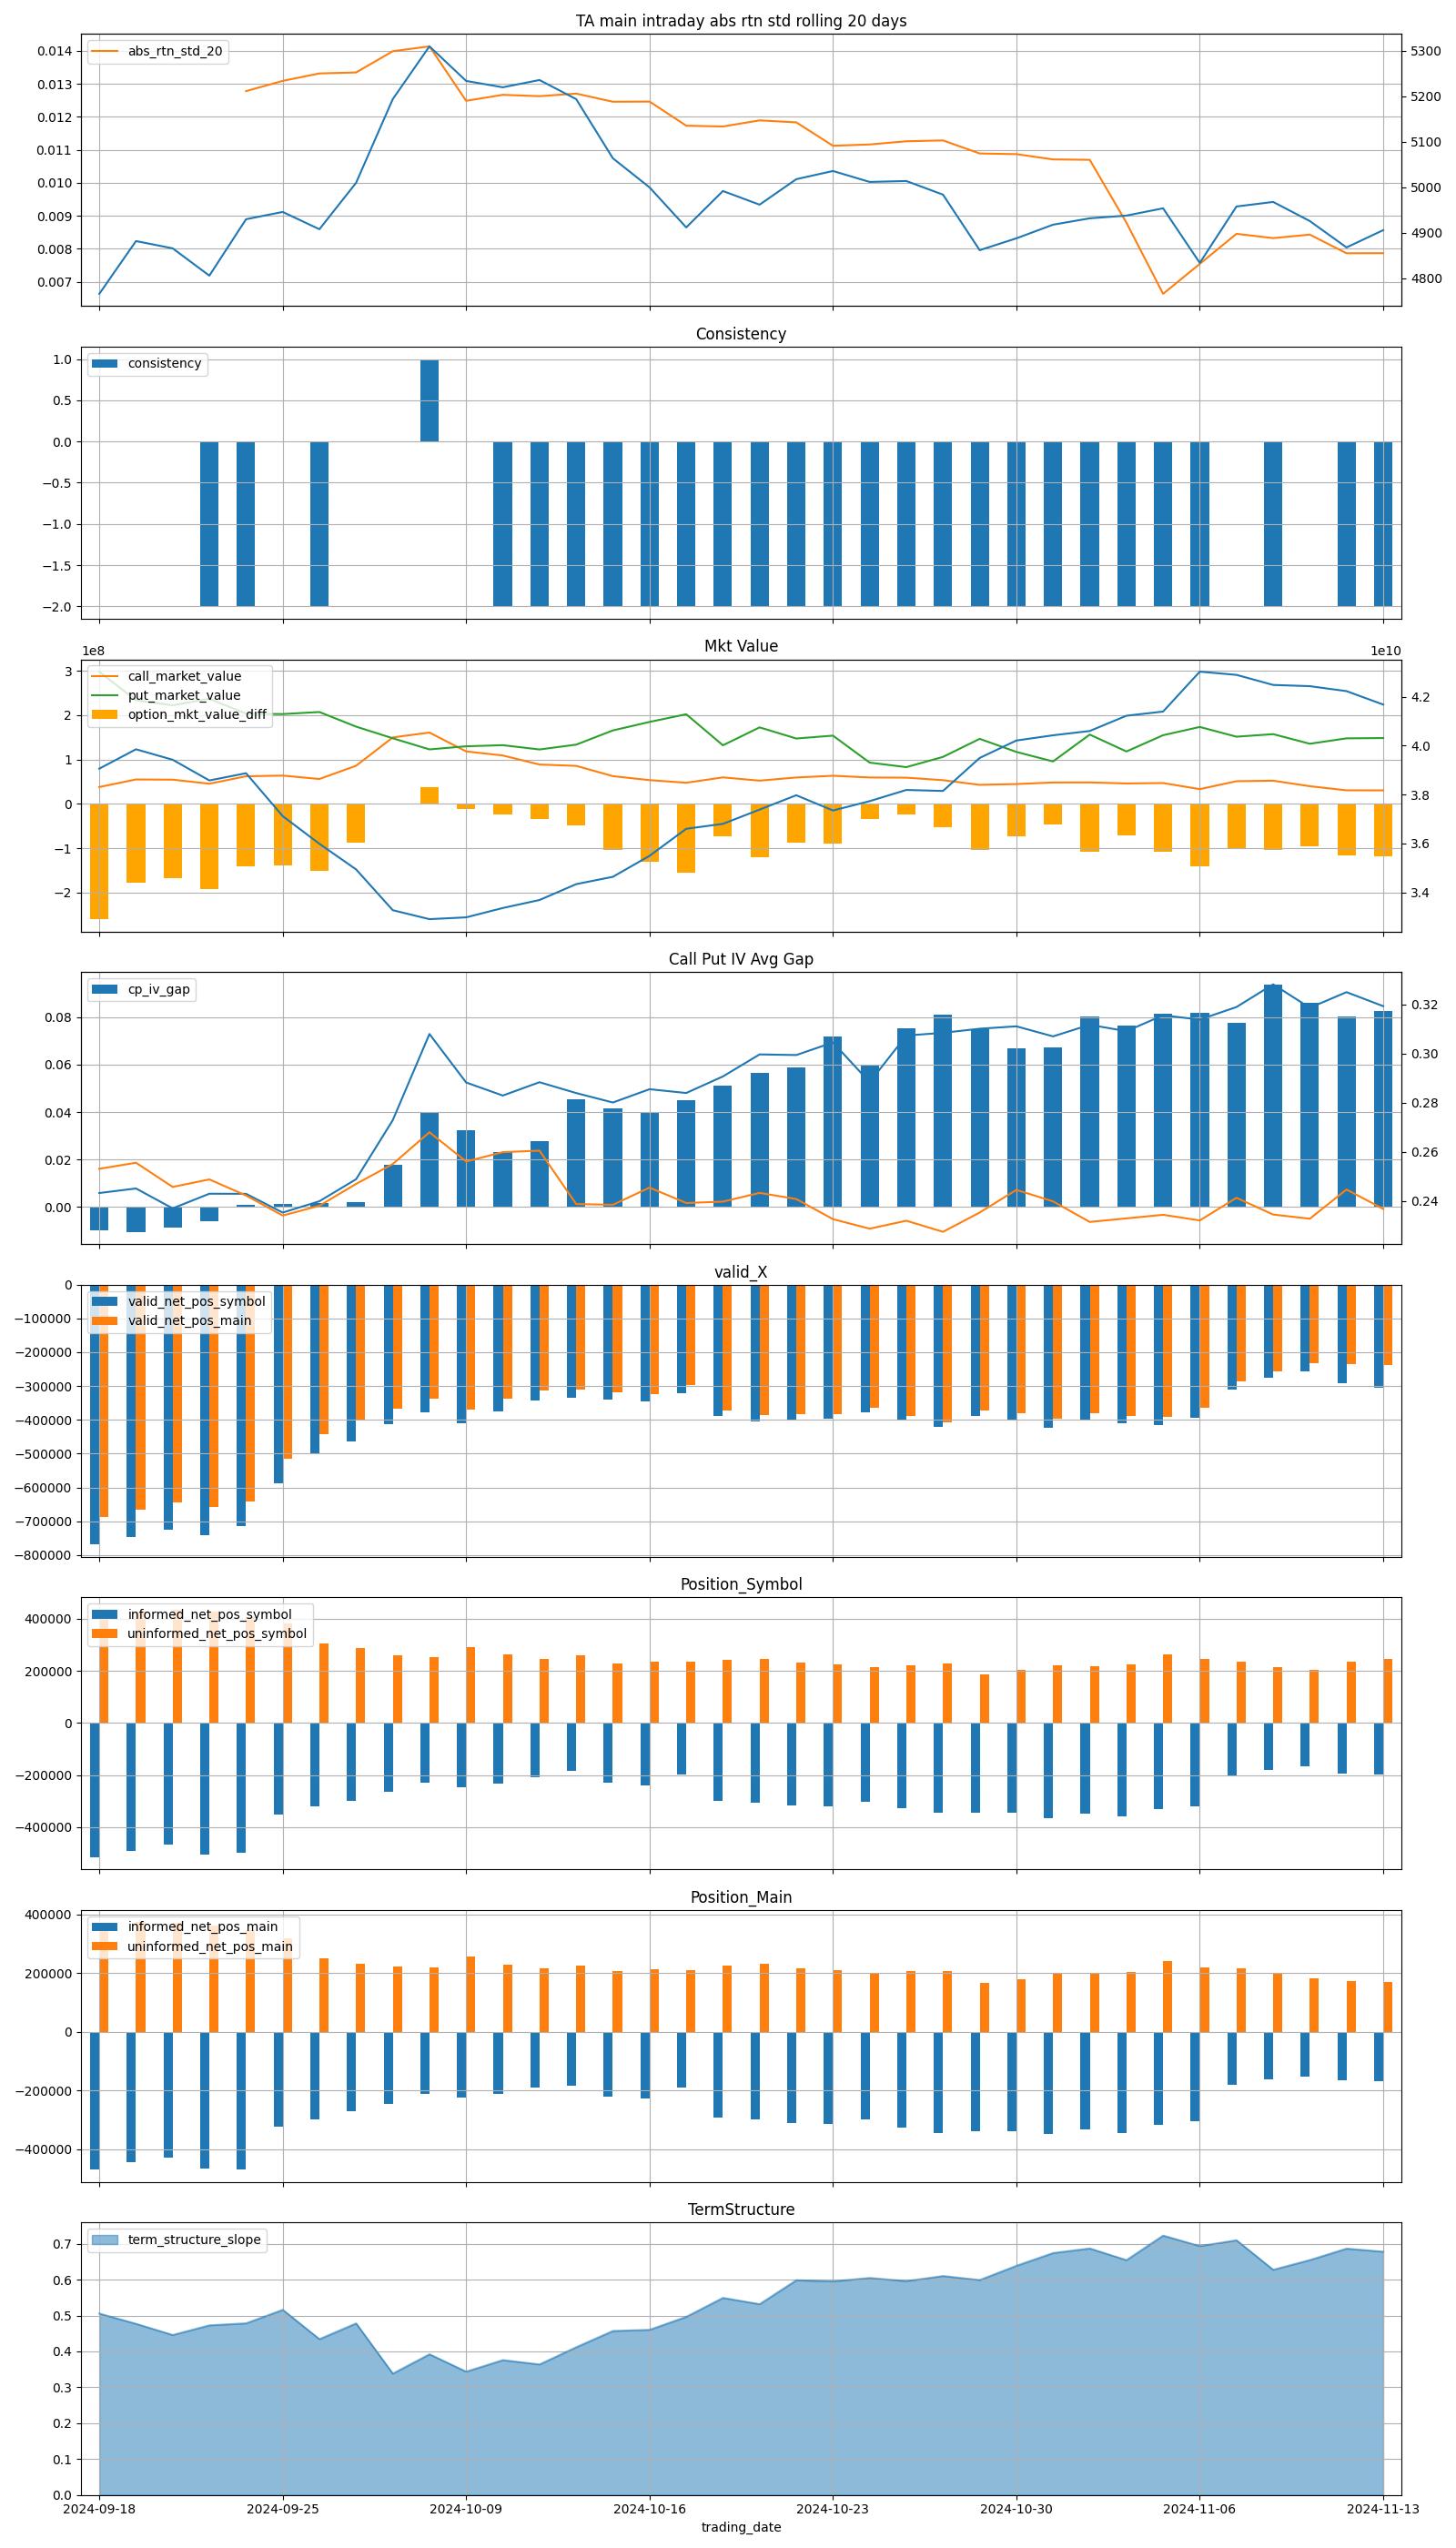 TA main intraday abs rtn std rolling 20 days
abs_rtn_std_20
0.014
0.013
0.012
0.011
0.010
0.009
0.008
0.007
5300
5200
5100
5000
4900
4800
Consistency
consistency
1.0
0.5
0.0
−0.5
−1.0
−1.5
−2.0
Mkt Value
1e8
1e10
call_market_value
put_market_value
option_mkt_value_diff
3
2
1
0
−1
−2
4.2
4.0
3.8
3.6
3.4
Call Put IV Avg Gap
cp_iv_gap
0.08
0.06
0.04
0.02
0.00
0.32
0.30
0.28
0.26
0.24
valid_X
valid_net_pos_symbol
valid_net_pos_main
0
−100000
−200000
−300000
−400000
−500000
−600000
−700000
−800000
Position_Symbol
informed_net_pos_symbol
uninformed_net_pos_symbol
400000
200000
0
−200000
−400000
Position_Main
informed_net_pos_main
uninformed_net_pos_main
400000
200000
0
−200000
−400000
TermStructure
term_structure_slope
0.7
0.6
0.5
0.4
0.3
0.2
0.1
0.0
2024-09-18 2024-09-25 2024-10-09 2024-10-16 2024-10-23 2024-10-30 2024-11-06 2024-11-13
trading_date